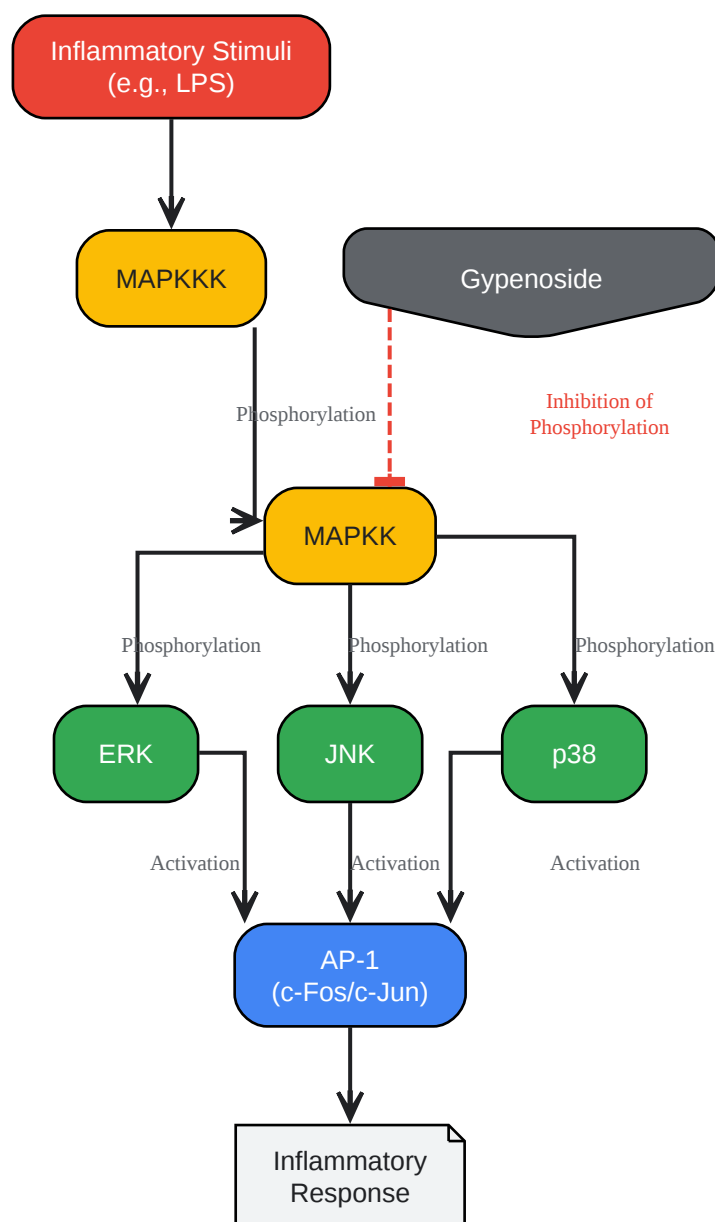 Inflammatory Stimuli
(e.g., LPS)
MAPKKK
Gypenoside
Phosphorylation
Inhibition of
Phosphorylation
MAPKK
Phosphorylation
Phosphorylation
Phosphorylation
ERK
JNK
p38
Activation
Activation
Activation
AP-1
(c-Fos/c-Jun)
Inflammatory
Response